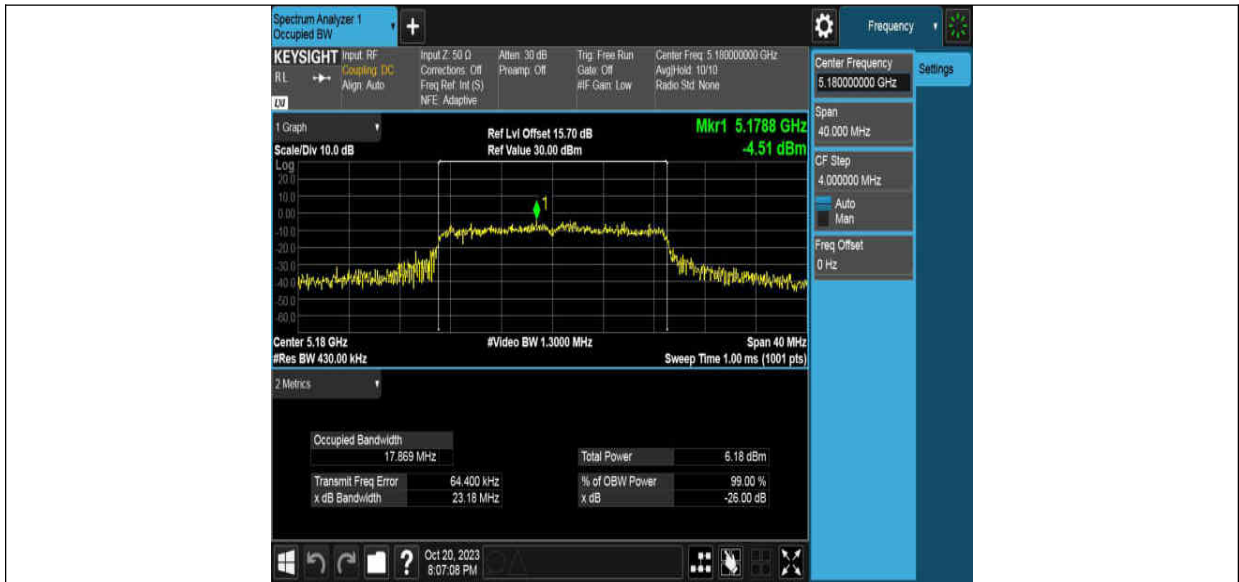 Spectrum Analyzer 1
Occupied BW
+
Frequency
KEYSIGHT
RL
LXI
Input: RF
Coupling: DC
Align: Auto
Input Z: 50 Ω
Corrections: Off
Freq Ref: Int (S)
NFE: Adaptive
Atten: 30 dB
Preamp: Off
Trig: Free Run
Gate: Off
#IF Gain: Low
Center Freq: 5.180000000 GHz
Avg|Hold: 10/10
Radio Std: None
Center Frequency
5.180000000 GHz
Settings
Span
40.000 MHz
CF Step
4.000000 MHz
Auto
Man
Freq Offset
0 Hz
1 Graph
Scale/Div 10.0 dB
Ref Lvl Offset 15.70 dB
Ref Value 30.00 dBm
Mkr1 5.1788 GHz
-4.51 dBm
Log
20.0
10.0
0.00
-10.0
-20.0
-30.0
-40.0
-50.0
-60.0
1
Center 5.18 GHz
#Video BW 1.3000 MHz
Span 40 MHz
#Res BW 430.00 kHz
Sweep Time 1.00 ms (1001 pts)
2 Metrics
Occupied Bandwidth
17.869 MHz
Total Power 6.18 dBm
Transmit Freq Error 64.400 kHz
% of OBW Power 99.00 %
x dB Bandwidth 23.18 MHz
x dB -26.00 dB
?
Oct 20, 2023
8:07:08 PM